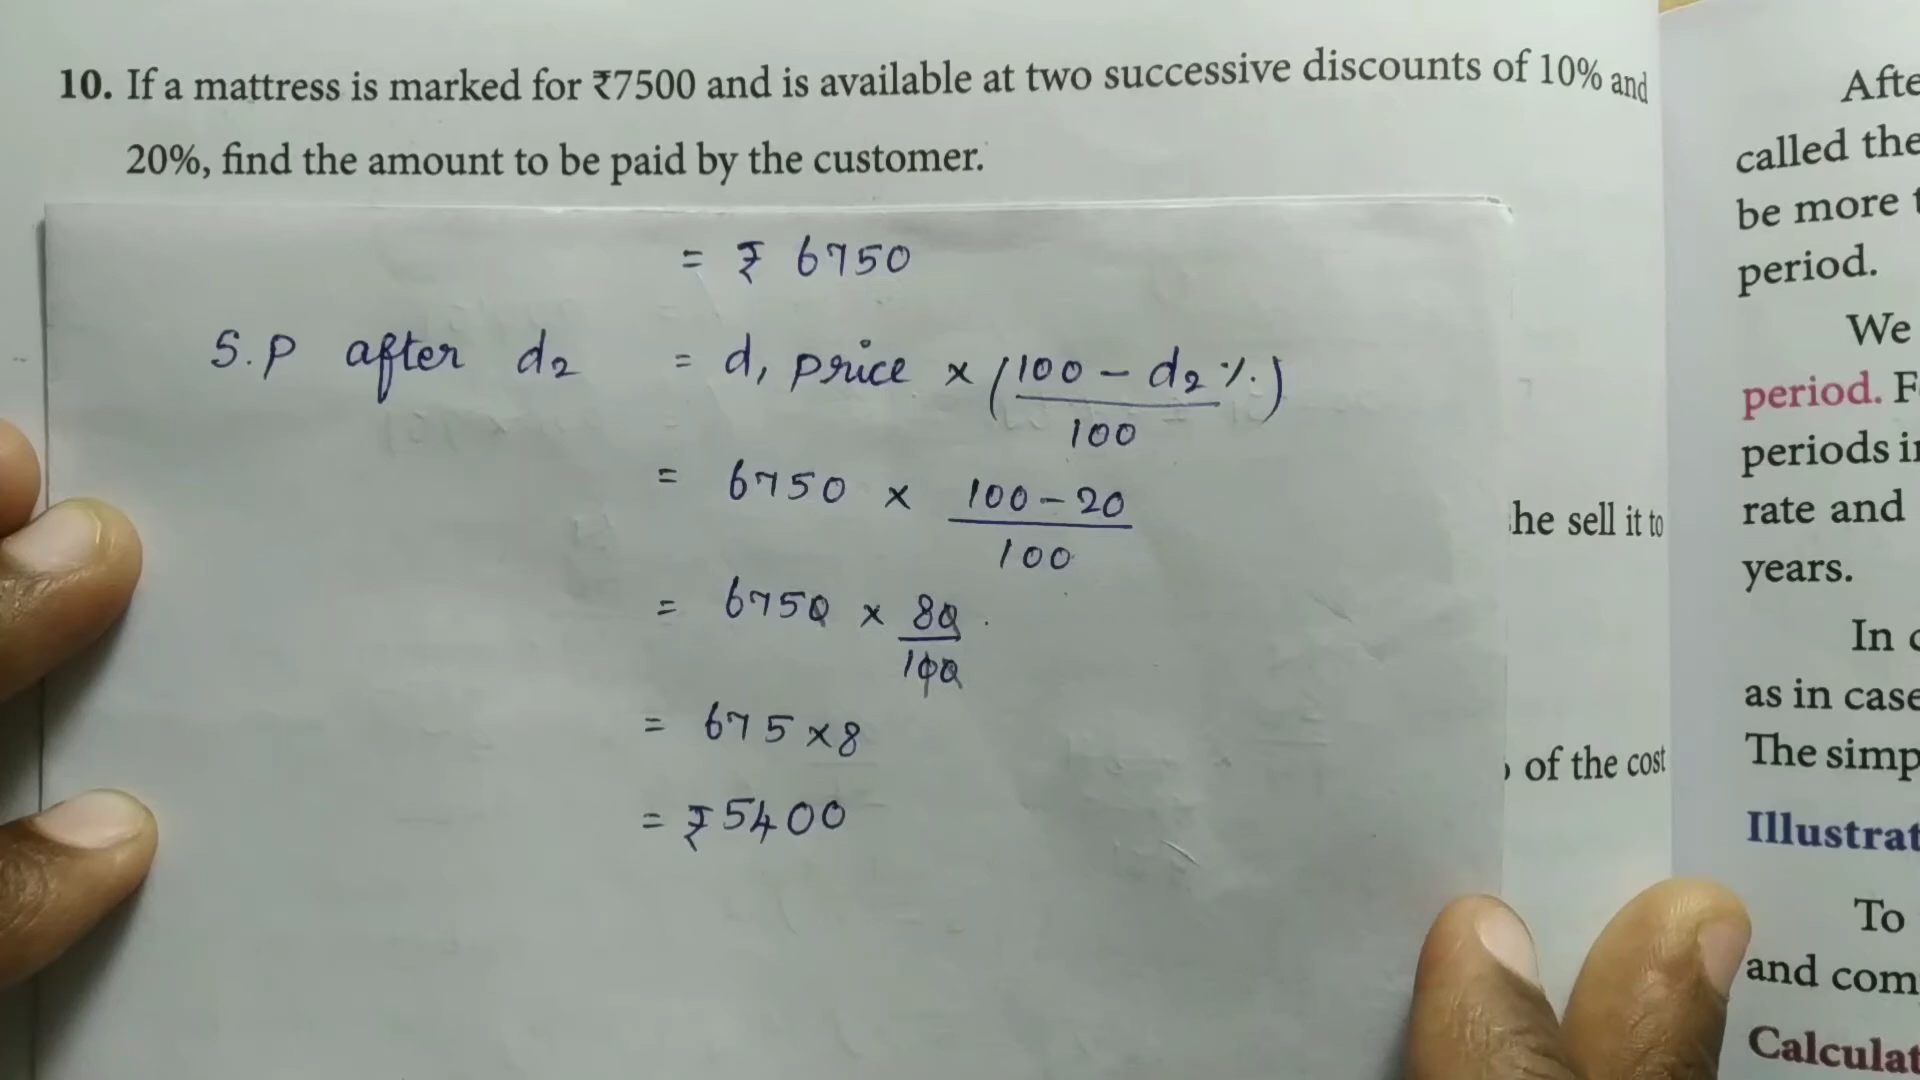 10. If a mattress is marked for ₹7500 and is available at two successive discounts of 10% and
20%, find the amount to be paid by the customer.
= ₹ 6750
S.P after d₂ = d₁ price × (100 - d₂%.)
100
= 6750 × 100-20
100
= 6750 × 80
100
= 675 × 8
= ₹5400
he sell it to
of the cost
After
called the
be more
period.
We
period.
periods
rate and
years.
In
as in case
The simp
Illustrat
To
and com
Calculat